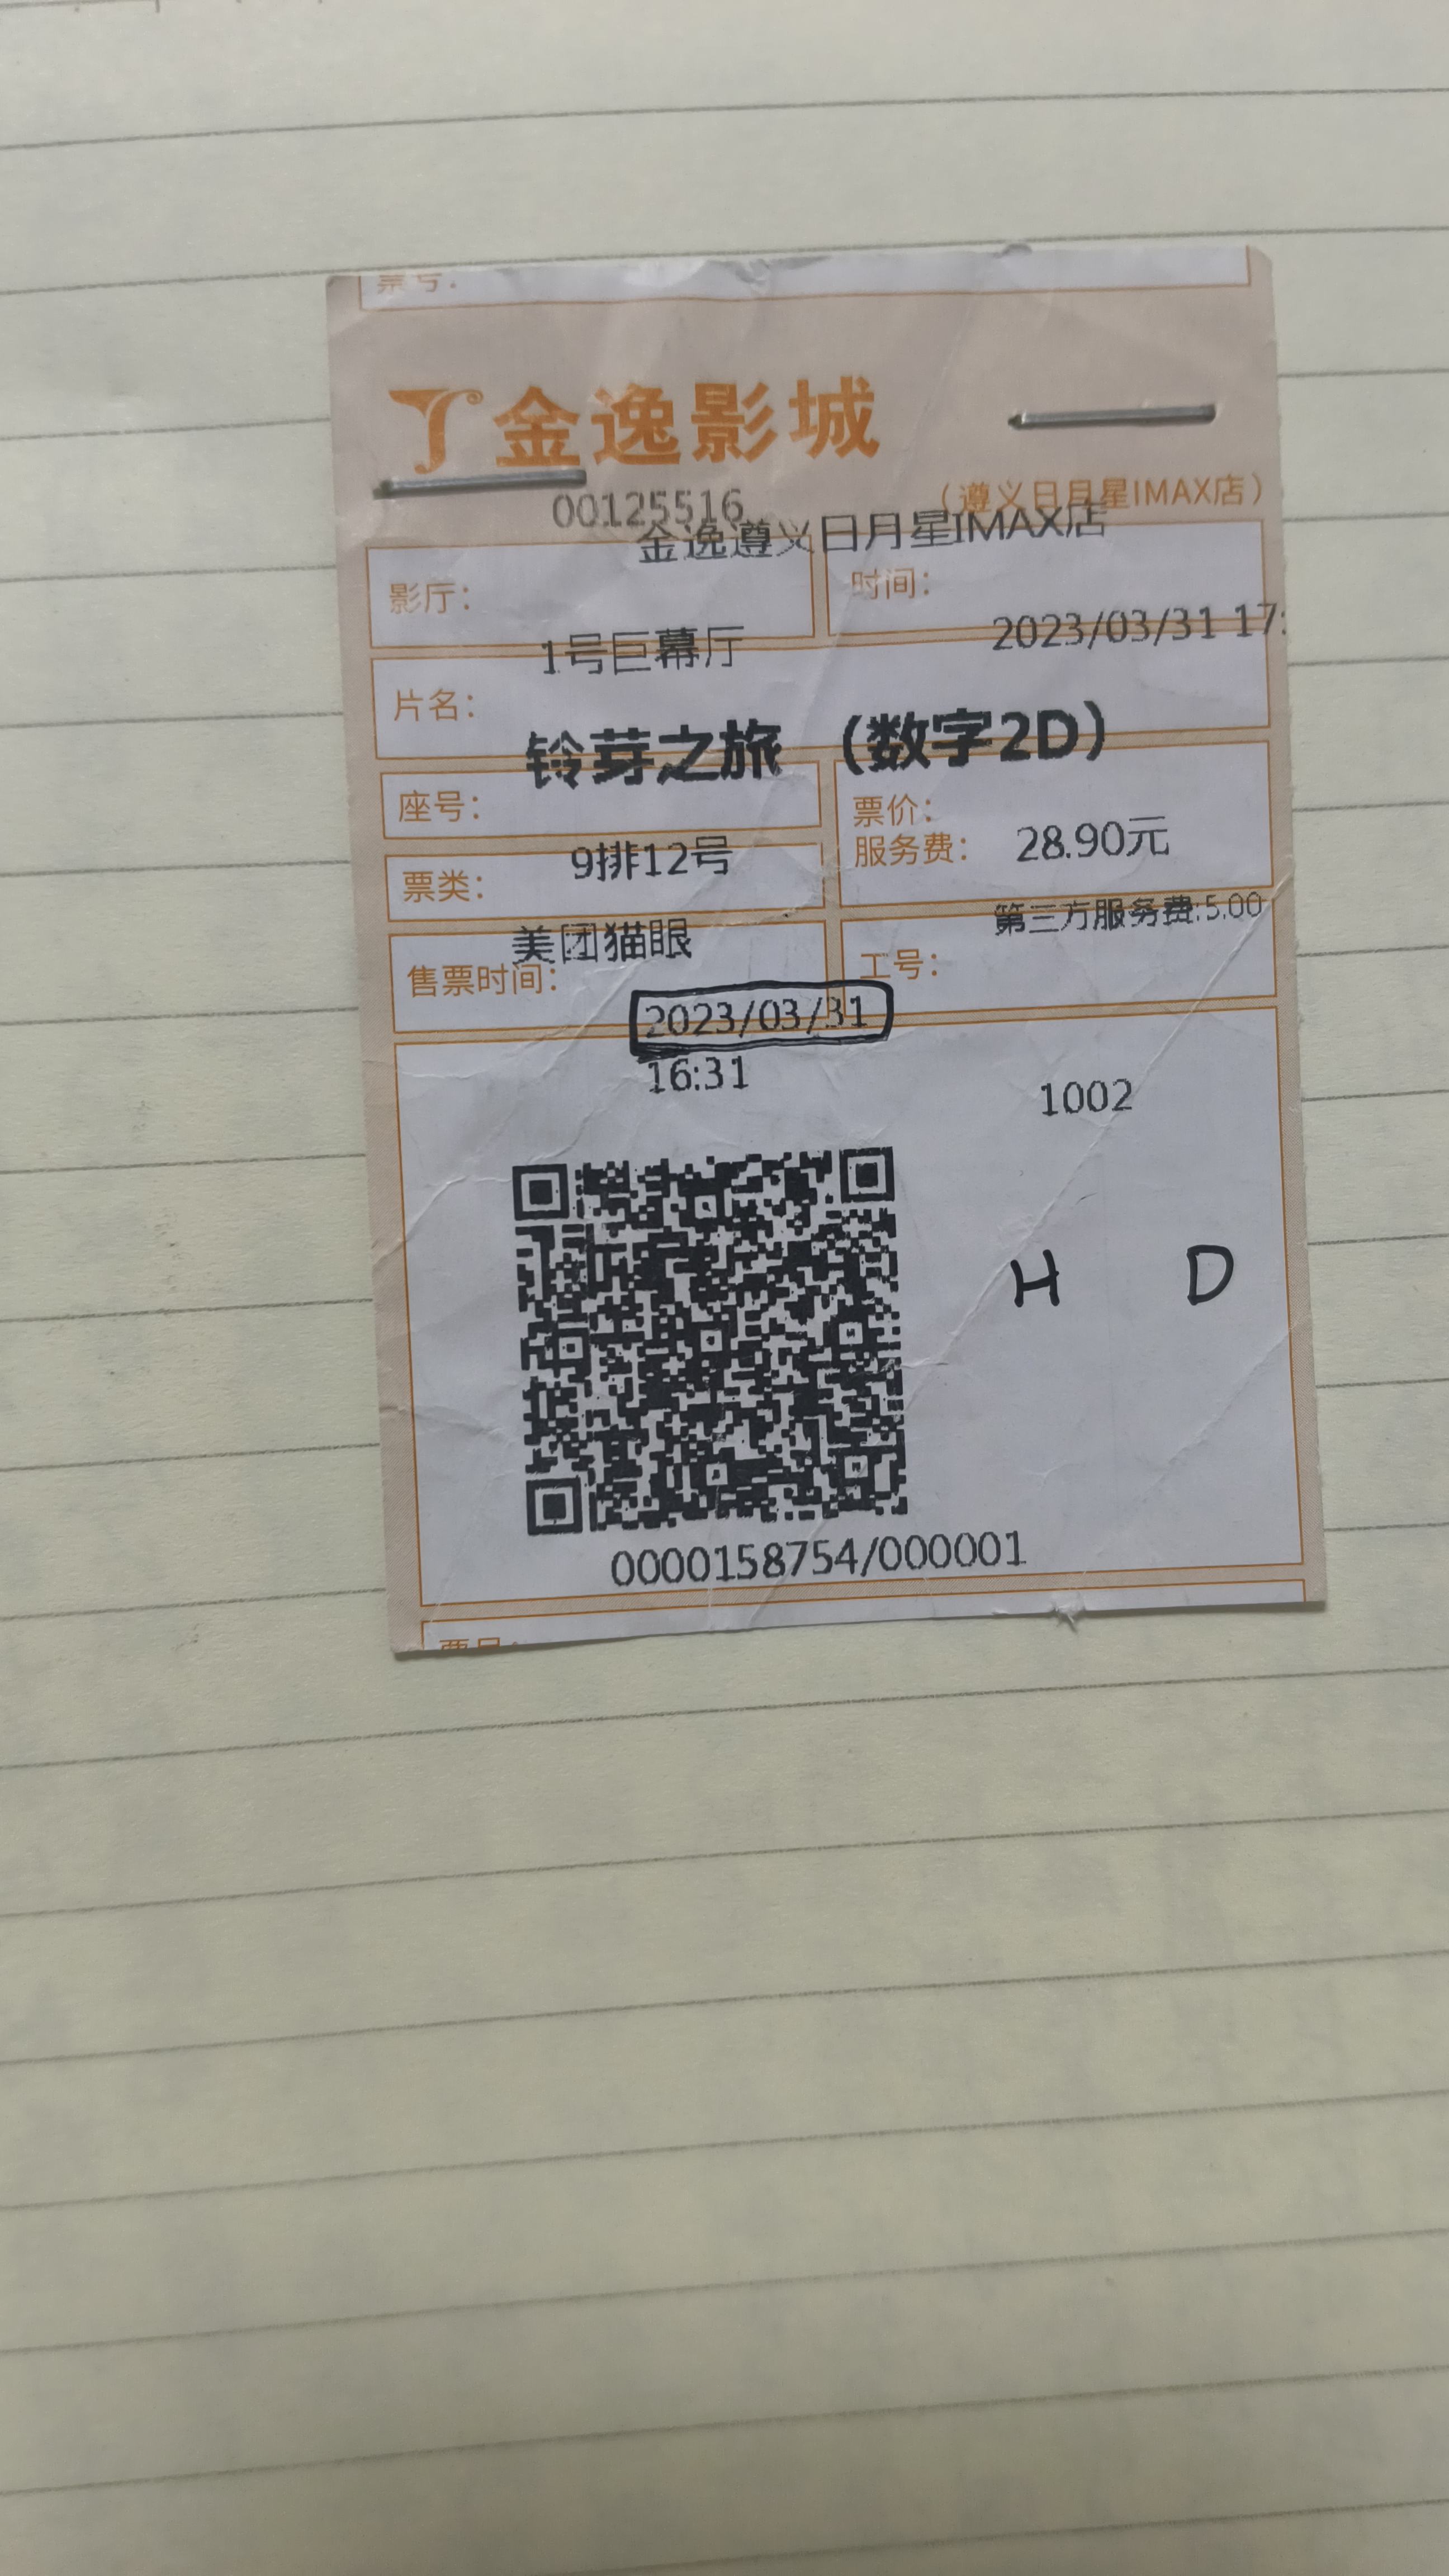 票号:
金逸影城
(遵义日月星IMAX店)
00125516
金逸遵义日月星IMAX店
影厅:
时间:
1号巨幕厅
2023/03/31 17:
片名:
铃芽之旅 (数字2D)
座号:
票价:
服务费:
28.90元
9排12号
票类:
第三方服务费:5.00
美团猫眼
售票时间:
工号:
2023/03/31
16:31
1002
H D
0000158754/000001
票号: